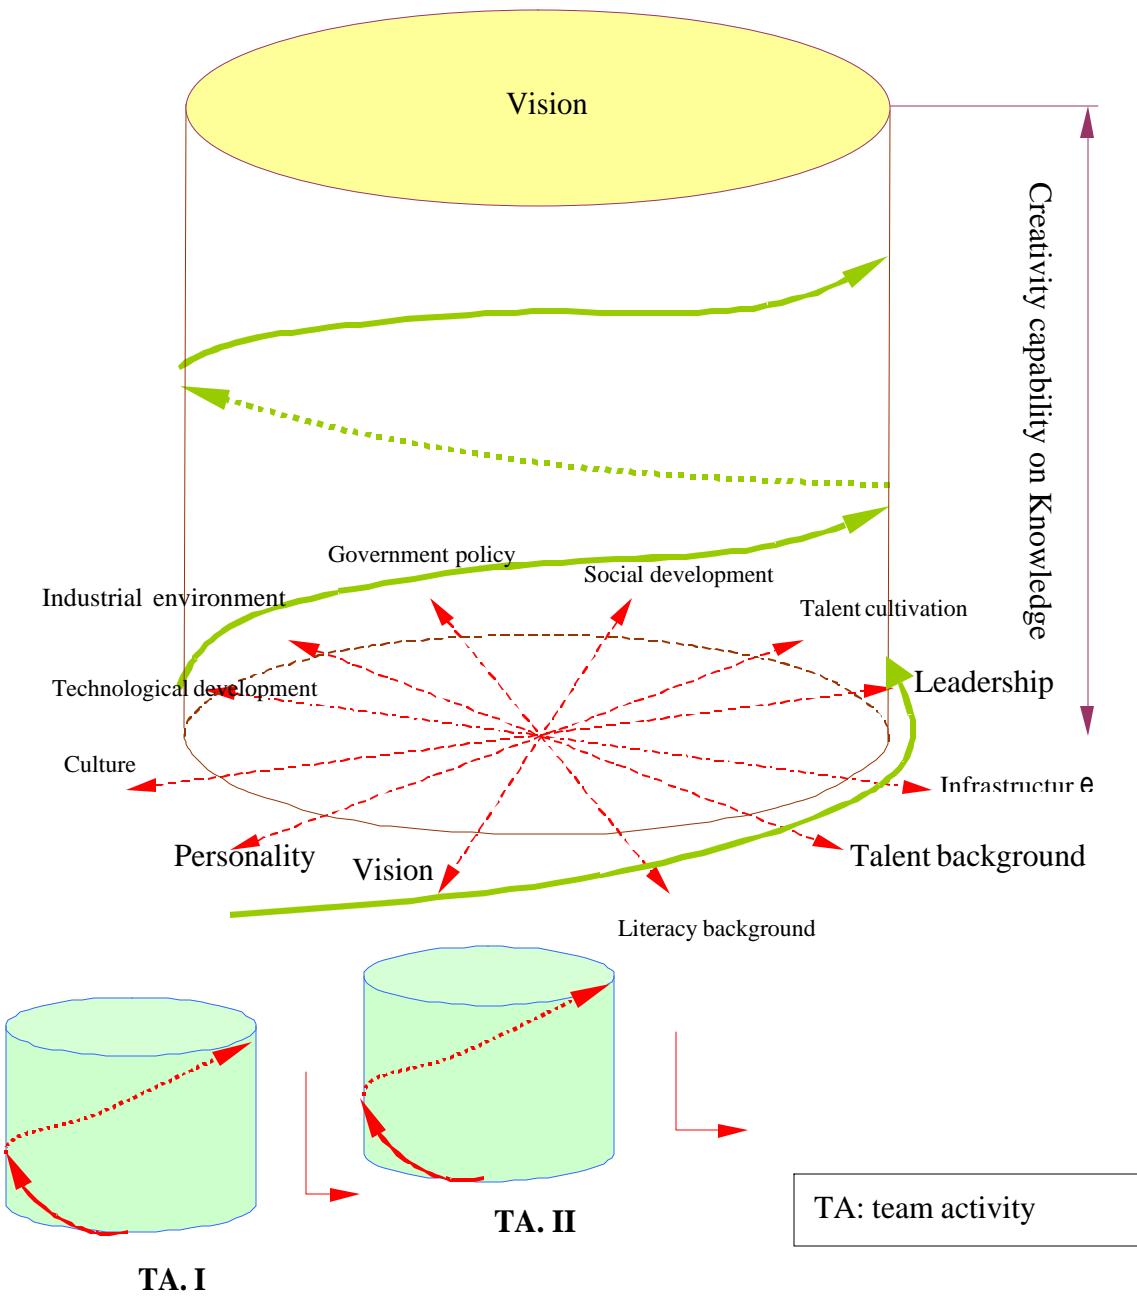 Vision
Creativity capability on Knowledge
Government policy
Social development
Industrial environment
Talent cultivation
Technological development
Leadership
Culture
Infrastructur e
Personality
Vision
Talent background
Literacy background
TA. I
TA. II
TA: team activity